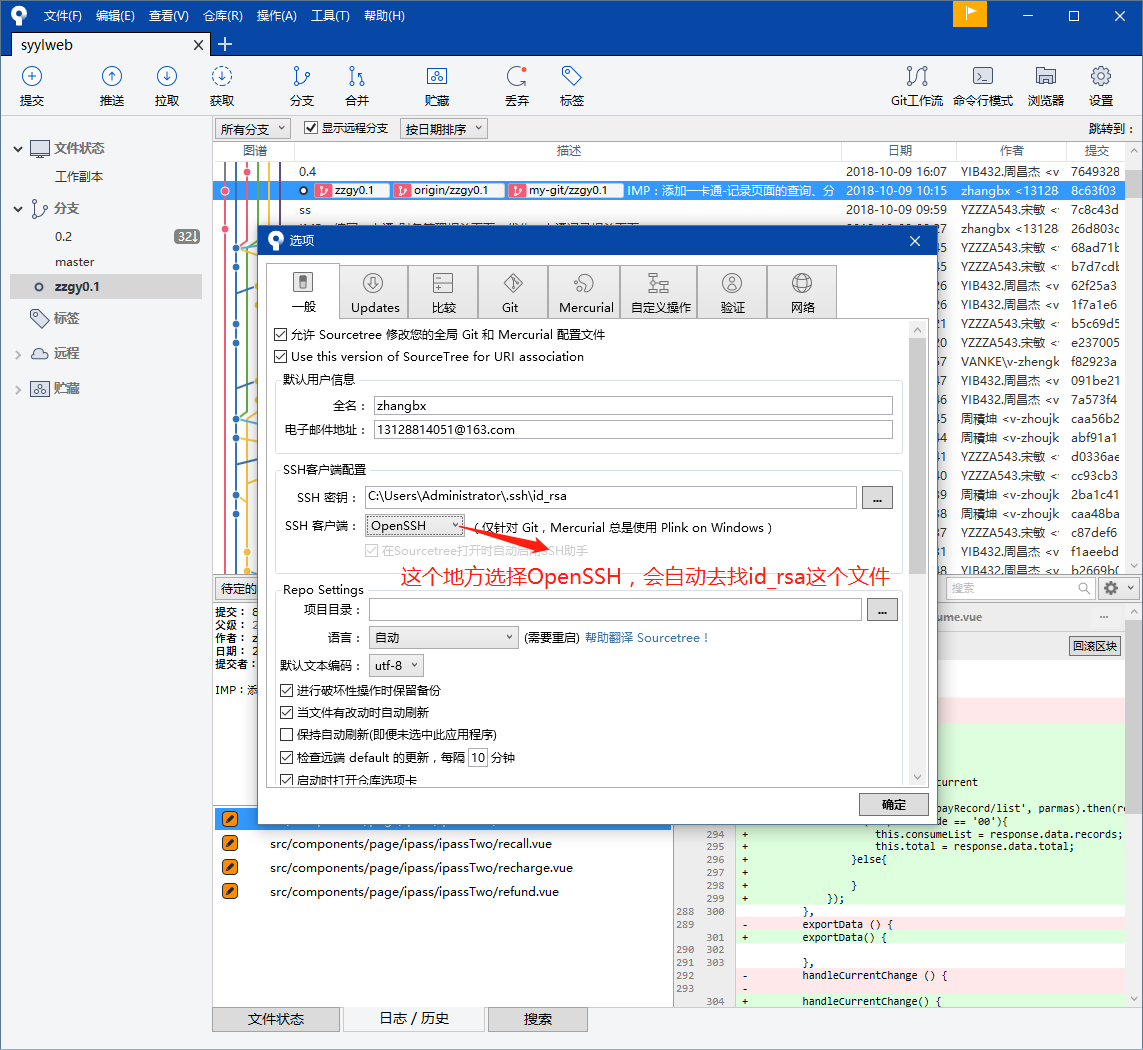 文件(F) 编辑(E) 查看(V) 仓库(R) 操作(A) 工具(T) 帮助(H)
syylweb
提交 推送 拉取 获取 分支 合并 贮藏 丢弃 标签 Git工作流 命令行模式 浏览器 设置
所有分支 显示远程分支 按日期排序 跳转到：
图谱 描述 日期 作者 提交
0.4 2018-10-09 16:07 YIB432.周昌杰 <v 7649328
zzgy0.1 origin/zzgy0.1 my-git/zzgy0.1 IMP：添加一卡通-记录页面的查询、分 2018-10-09 10:15 zhangbx <13128 8c63f03
ss 2018-10-09 09:59 YZZZA543.宋敏 < 7c8c43d
zhangbx <13128 26d803c
YZZZA543.宋敏 < 68ad71b
YZZZA543.宋敏 < b7d7cdb
YIB432.周昌杰 <v 62f25a3
YIB432.周昌杰 <v 1f7a1e6
YZZZA543.宋敏 < b5c69d5
YZZZA543.宋敏 < e237005
VANKE\v-zhengk f82923a
YIB432.周昌杰 <v 091be21
YIB432.周昌杰 <v 7a573f4
周積坤 <v-zhoujk caa56b2
周積坤 <v-zhoujk abf91a1
YZZZA543.宋敏 < d0336ae
YZZZA543.宋敏 < cc93cb3
周積坤 <v-zhoujk 2ba1c41
周積坤 <v-zhoujk caa48ba
YZZZA543.宋敏 < c87def6
YIB432.周昌杰 <v f1aeebd
YIB432.周昌杰 <v b2669b0
文件状态
工作副本
分支
0.2 32↓
master
zzgy0.1
标签
远程
贮藏
选项
一般 Updates 比较 Git Mercurial 自定义操作 验证 网络
允许 Sourcetree 修改您的全局 Git 和 Mercurial 配置文件
Use this version of SourceTree for URI association
默认用户信息
全名： zhangbx
电子邮件地址： 13128814051@163.com
SSH客户端配置
SSH 密钥： C:\Users\Administrator\.ssh\id_rsa ...
SSH 客户端： OpenSSH （仅针对 Git，Mercurial 总是使用 Plink on Windows）
在Sourcetree打开时自动启动SSH助手
这个地方选择OpenSSH，会自动去找id_rsa这个文件
Repo Settings
项目目录： ...
语言： 自动 (需要重启) 帮助翻译 Sourcetree！
默认文本编码： utf-8
进行破坏性操作时保留备份
当文件有改动时自动刷新
保持自动刷新(即便未选中此应用程序)
检查远端 default 的更新，每隔 10 分钟
启动时打开仓库选项卡
确定
待定的
搜索
提交： 8
父级： 2
作者： z
日期： 2
提交者：
IMP：添
ume.vue ...
回滚区块
current
payRecord/list', parmas).then(re
de == '00'){
src/components/page/ipass/ipassTwo/recall.vue
src/components/page/ipass/ipassTwo/recharge.vue
src/components/page/ipass/ipassTwo/refund.vue
294 + this.consumeList = response.data.records;
295 + this.total = response.data.total;
296 + }else{
297 +
298 + }
299 + });
288 300 },
289 - exportData () {
301 + exportData() {
290 302
291 303 },
292 - handleCurrentChange () {
293 -
304 + handleCurrentChange() {
文件状态 日志 / 历史 搜索